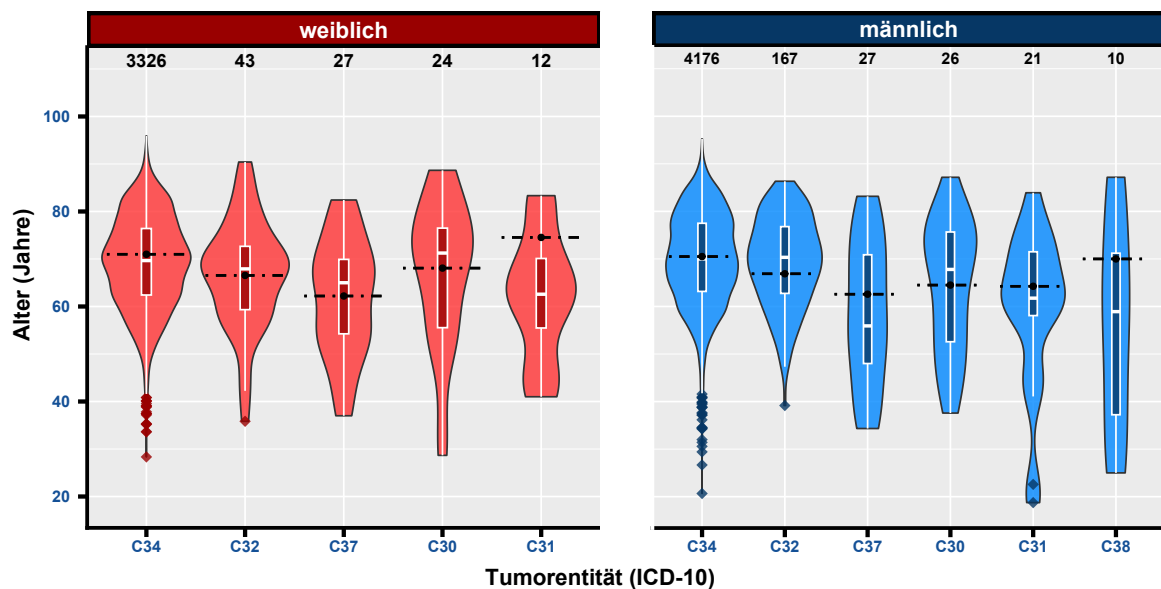 weiblich
männlich
3326 43 27 24 12
4176 167 27 26 21 10
Alter (Jahre)
100
80
60
40
20
C34 C32 C37 C30 C31
C34 C32 C37 C30 C31 C38
Tumorentität (ICD-10)